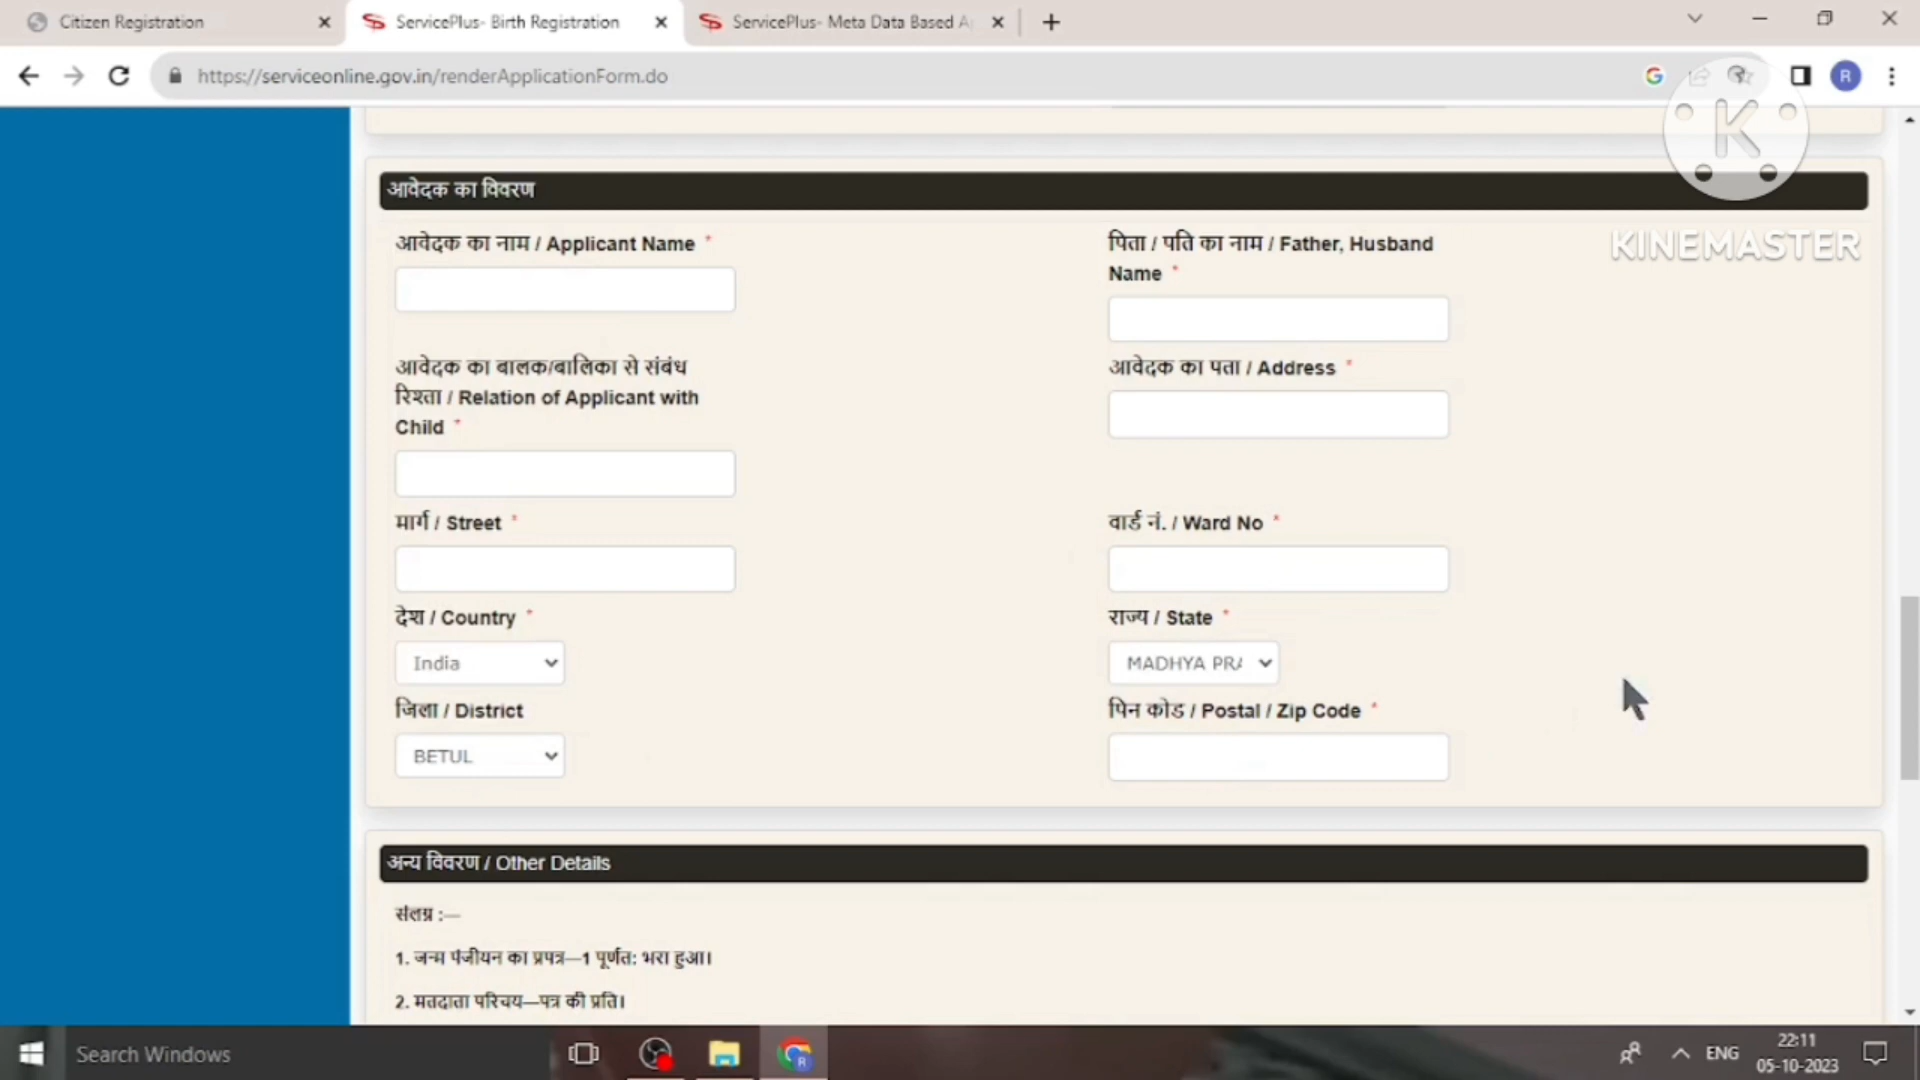 Citizen Registration
ServicePlus- Birth Registration
ServicePlus- Meta Data Based A
https://serviceonline.gov.in/renderApplicationForm.do
R
K
KINEMASTER
आवेदक का विवरण
आवेदक का नाम / Applicant Name *
पिता / पति का नाम / Father, Husband
Name *
आवेदक का बालक/बालिका से संबंध
रिश्ता / Relation of Applicant with
Child *
आवेदक का पता / Address *
मार्ग / Street *
वार्ड नं. / Ward No *
देश / Country *
राज्य / State *
India
MADHYA PRA
जिला / District
पिन कोड / Postal / Zip Code *
BETUL
अन्य विवरण / Other Details
संलग्न :—
1. जन्म पंजीयन का प्रपत्र—1 पूर्णत: भरा हुआ।
2. मतदाता परिचय—पत्र की प्रति।
Search Windows
R
ENG
22:11
05-10-2023